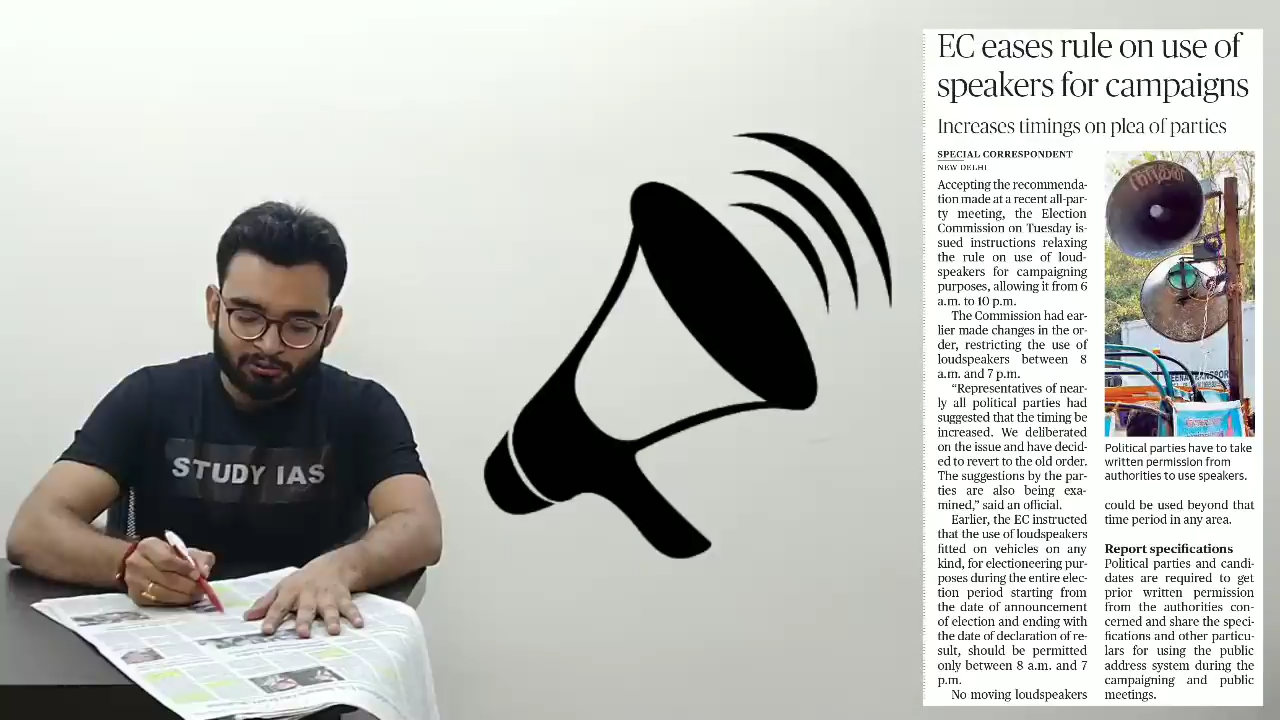 STUDY IAS
EC eases rule on use of
speakers for campaigns
Increases timings on plea of parties
SPECIAL CORRESPONDENT
NEW DELHI
Accepting the recommenda-
tion made at a recent all-par-
ty meeting, the Election
Commission on Tuesday is-
sued instructions relaxing
the rule on use of loud-
speakers for campaigning
purposes, allowing it from 6
a.m. to 10 p.m.
The Commission had ear-
lier made changes in the or-
der, restricting the use of
loudspeakers between 8
a.m. and 7 p.m.
“Representatives of near-
ly all political parties had
suggested that the timing be
increased. We deliberated
on the issue and have decid-
ed to revert to the old order.
The suggestions by the par-
ties are also being exa-
mined,” said an official.
Earlier, the EC instructed
that the use of loudspeakers
fitted on vehicles on any
kind, for electioneering pur-
poses during the entire elec-
tion period starting from
the date of announcement
of election and ending with
the date of declaration of re-
sult, should be permitted
only between 8 a.m. and 7
p.m.
No moving loudspeakers
Political parties have to take
written permission from
authorities to use speakers.
could be used beyond that
time period in any area.
Report specifications
Political parties and candi-
dates are required to get
prior written permission
from the authorities con-
cerned and share the speci-
fications and other particu-
lars for using the public
address system during the
campaigning and public
meetings.